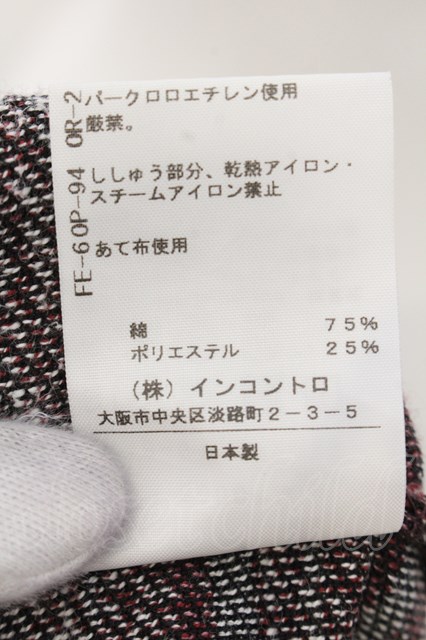 パークロロエチレン使用
厳禁。
ししゅう部分、乾熱アイロン・
スチームアイロン禁止
あて布使用
綿 75%
ポリエステル 25%
(株)インコントロ
大阪市中央区淡路町2-3-5
日本製
FE-60P-94 OR-2